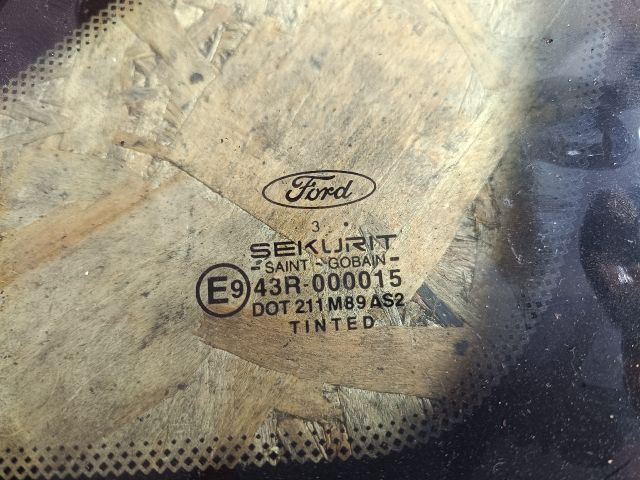 Ford
3 .
SEKURIT
- SAINT - GOBAIN -
E9 43R-000015
DOT 211 M89 AS2
TINTED